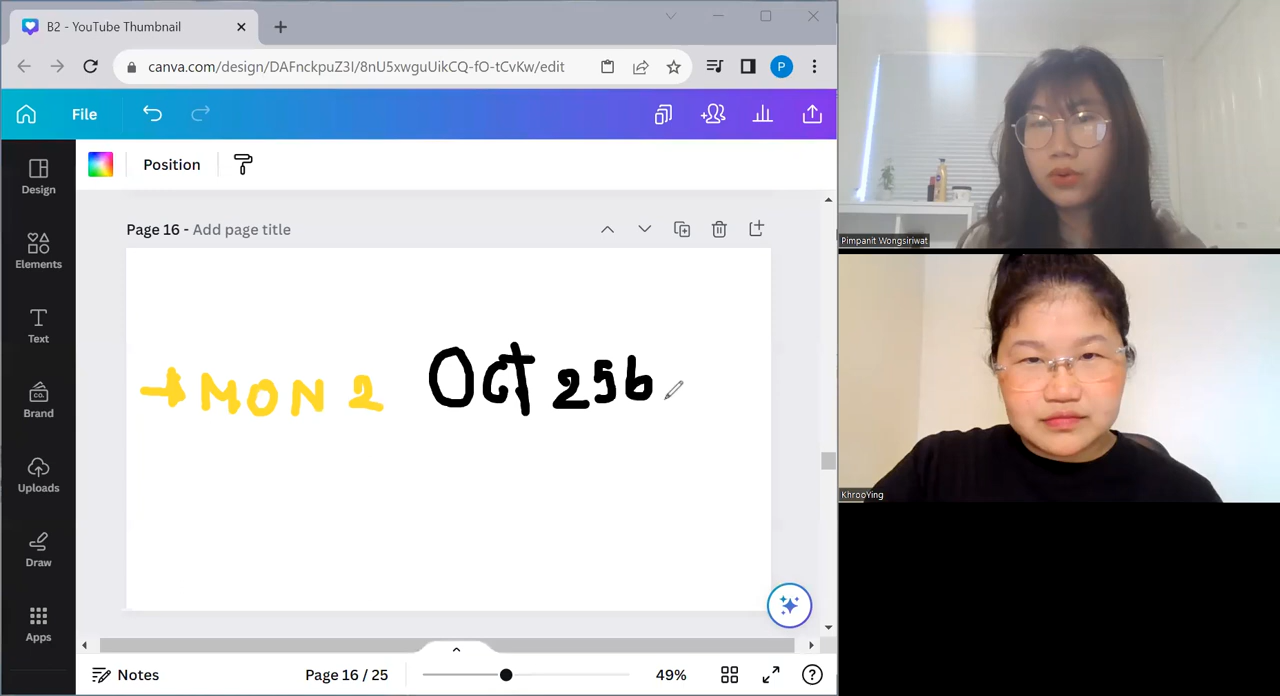 B2 - YouTube Thumbnail
canva.com/design/DAFnckpuZ3I/8nU5xwguUikCQ-fO-tCvKw/edit
P
File
Position
Design
Elements
Text
CO.
Brand
Uploads
Draw
Apps
Page 16 - Add page title
MON 2 OCT 256
Notes
Page 16 / 25
49%
Pimpanit Wongsiriwat
KhrooYing